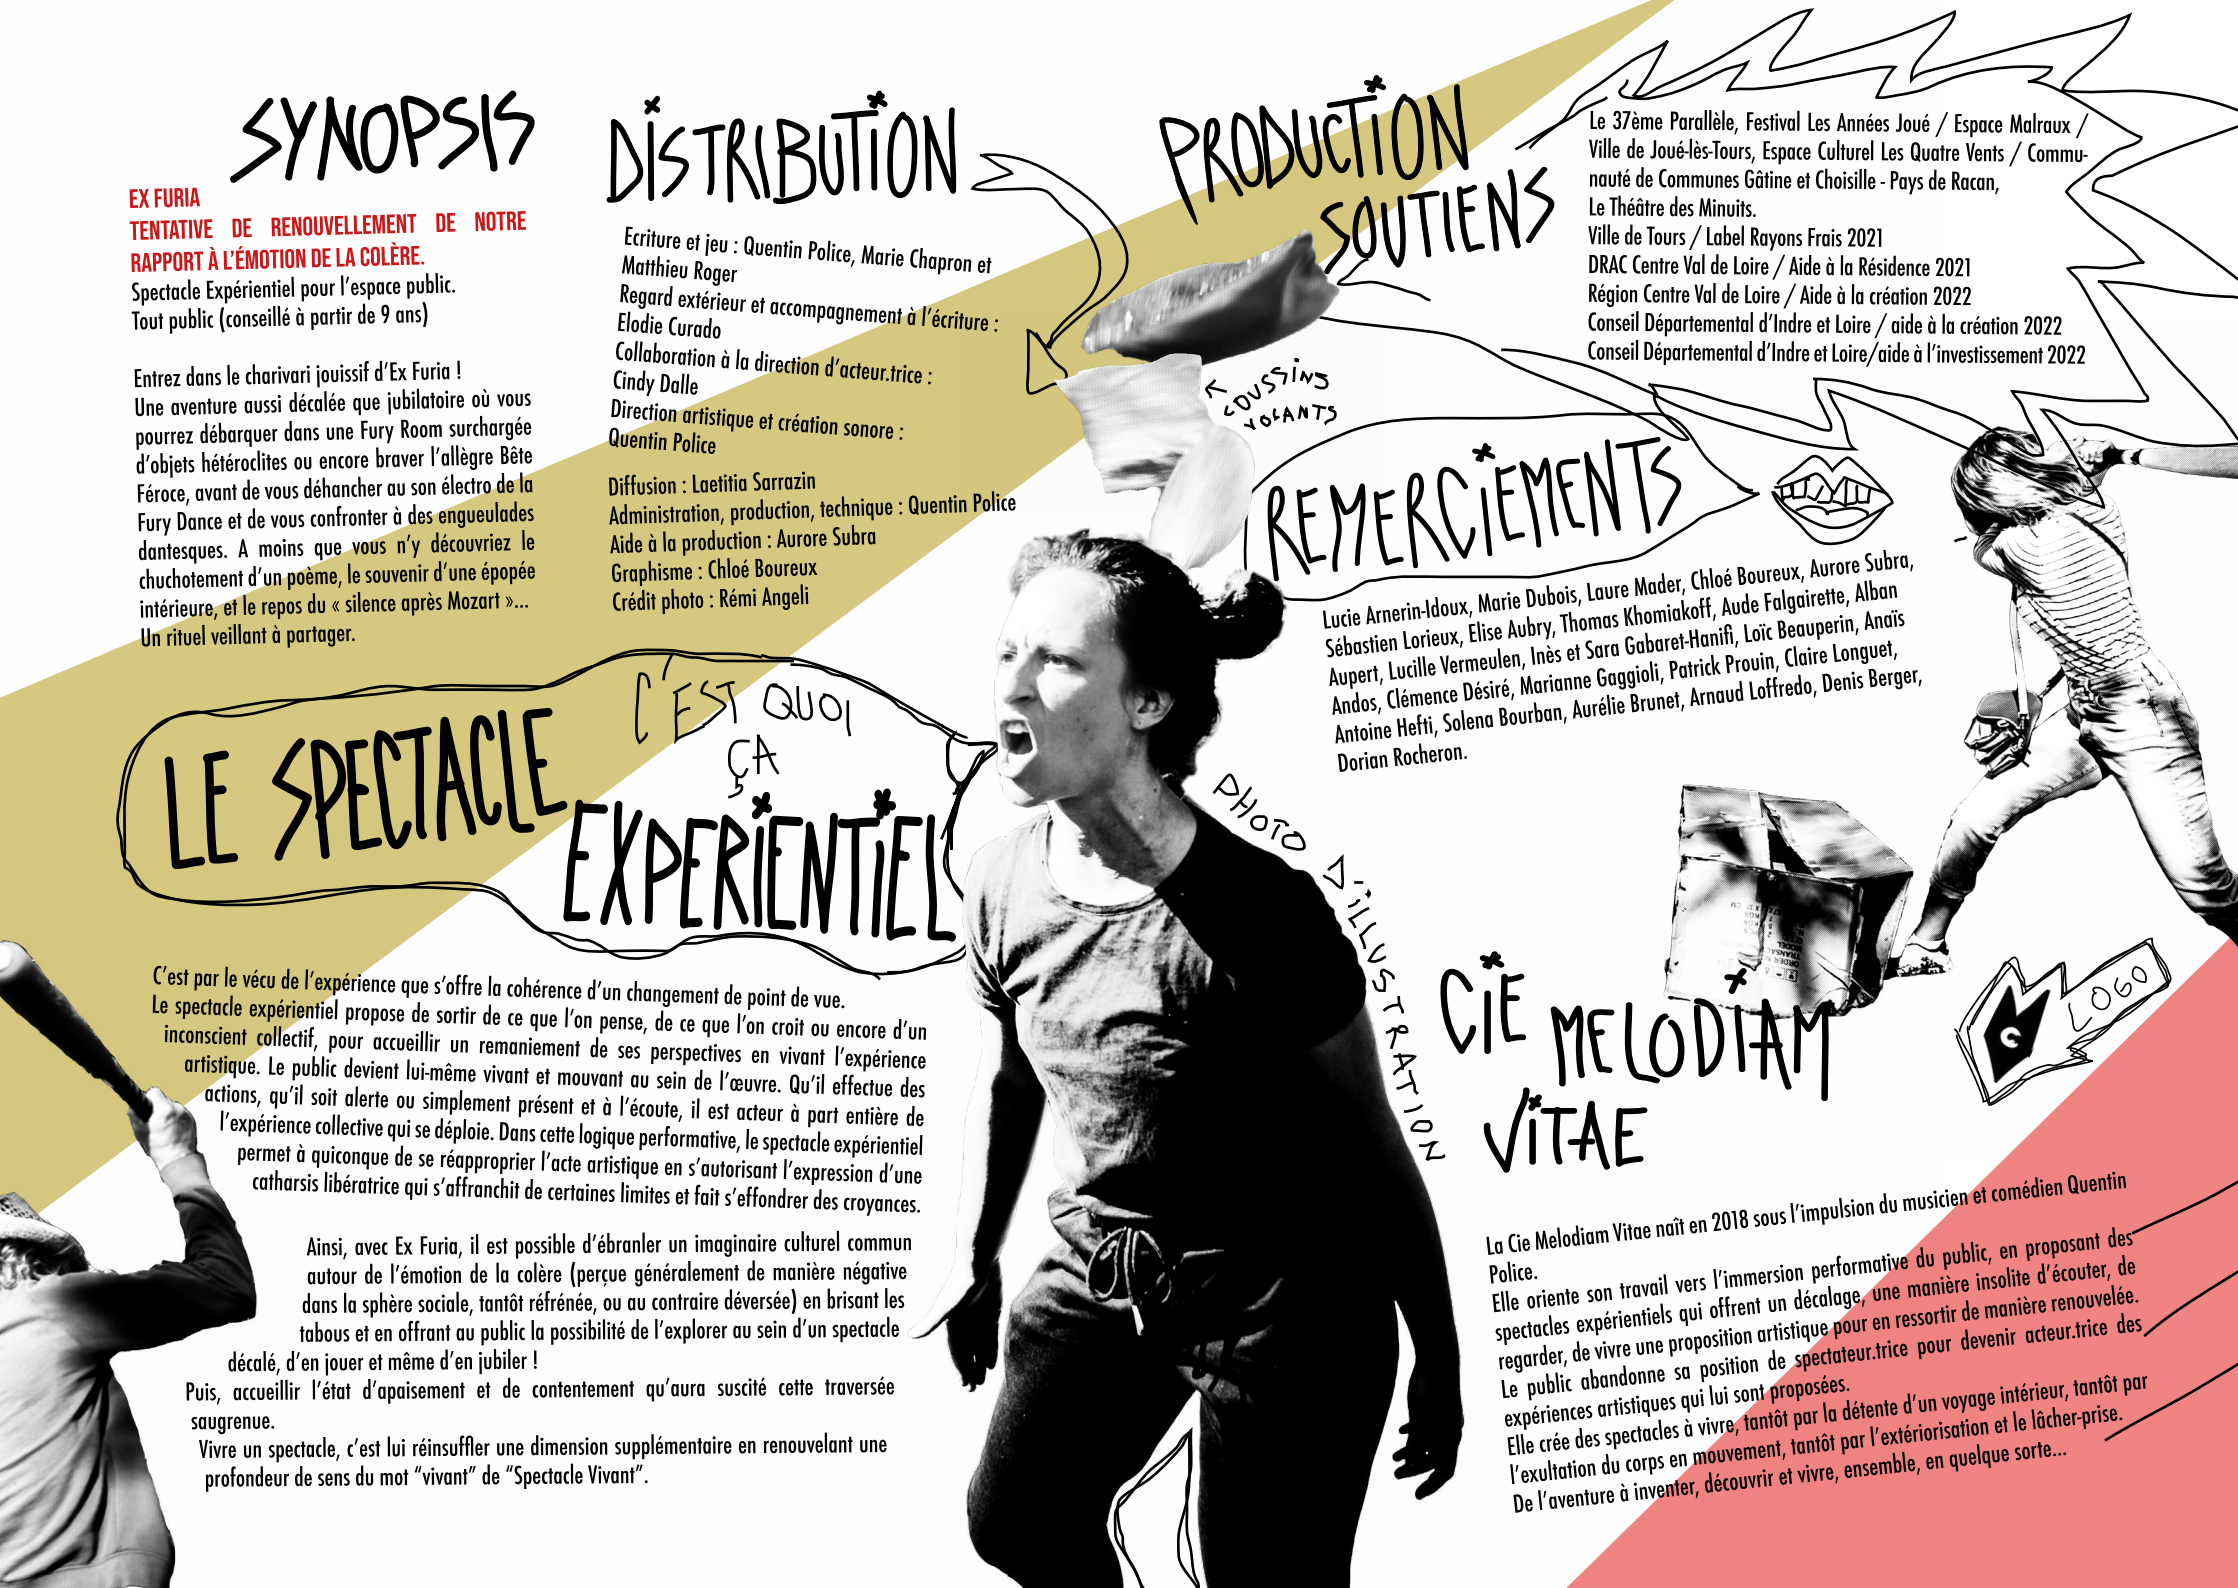 SYNOPSIS
EX FURIA
TENTATIVE DE RENOUVELLEMENT DE NOTRE
RAPPORT À L'ÉMOTION DE LA COLÈRE.
Spectacle Expérientiel pour l'espace public.
Tout public (conseillé à partir de 9 ans)
Entrez dans le charivari jouissif d'Ex Furia !
Une aventure aussi décalée que jubilatoire où vous
pourrez débarquer dans une Fury Room surchargée
d'objets hétéroclites ou encore braver l'allègre Bête
Féroce, avant de vous déhancher au son électro de la
Fury Dance et de vous confronter à des engueulades
dantesques. A moins que vous n'y découvriez le
chuchotement d'un poème, le souvenir d'une épopée
intérieure, et le repos du « silence après Mozart »...
Un rituel veillant à partager.
DISTRIBUTION
Ecriture et jeu : Quentin Police, Marie Chapron et
Matthieu Roger
Regard extérieur et accompagnement à l'écriture :
Elodie Curado
Collaboration à la direction d'acteur.trice :
Cindy Dalle
Direction artistique et création sonore :
Quentin Police
Diffusion : Laetitia Sarrazin
Administration, production, technique : Quentin Police
Aide à la production : Aurore Subra
Graphisme : Chloé Boureux
Crédit photo : Rémi Angeli
PRODUCTION
SOUTIENS
Le 37ème Parallèle, Festival Les Années Joué / Espace Malraux /
Ville de Joué-lès-Tours, Espace Culturel Les Quatre Vents / Commu-
nauté de Communes Gâtine et Choisille - Pays de Racan,
Le Théâtre des Minuits.
Ville de Tours / Label Rayons Frais 2021
DRAC Centre Val de Loire / Aide à la Résidence 2021
Région Centre Val de Loire / Aide à la création 2022
Conseil Départemental d'Indre et Loire / aide à la création 2022
Conseil Départemental d'Indre et Loire/aide à l'investissement 2022
COUSSINS
VOLANTS
REMERCIEMENTS
Lucie Arnerin-Idoux, Marie Dubois, Laure Mader, Chloé Boureux, Aurore Subra,
Sébastien Lorieux, Elise Aubry, Thomas Khomiakoff, Aude Falgairette, Alban
Aupert, Lucille Vermeulen, Inès et Sara Gabaret-Hanifi, Loïc Beauperin, Anaïs
Andos, Clémence Désiré, Marianne Gaggioli, Patrick Prouin, Claire Longuet,
Antoine Hefti, Solena Bourban, Aurélie Brunet, Arnaud Loffredo, Denis Berger,
Dorian Rocheron.
LE SPECTACLE
EXPERIENTIEL
C'EST QUOI
ÇA
C'est par le vécu de l'expérience que s'offre la cohérence d'un changement de point de vue.
Le spectacle expérientiel propose de sortir de ce que l'on pense, de ce que l'on croit ou encore d'un
inconscient collectif, pour accueillir un remaniement de ses perspectives en vivant l'expérience
artistique. Le public devient lui-même vivant et mouvant au sein de l'œuvre. Qu'il effectue des
actions, qu'il soit alerte ou simplement présent et à l'écoute, il est acteur à part entière de
l'expérience collective qui se déploie. Dans cette logique performative, le spectacle expérientiel
permet à quiconque de se réapproprier l'acte artistique en s'autorisant l'expression d'une
catharsis libératrice qui s'affranchit de certaines limites et fait s'effondrer des croyances.
Ainsi, avec Ex Furia, il est possible d'ébranler un imaginaire culturel commun
autour de l'émotion de la colère (perçue généralement de manière négative
dans la sphère sociale, tantôt réfrénée, ou au contraire déversée) en brisant les
tabous et en offrant au public la possibilité de l'explorer au sein d'un spectacle
décalé, d'en jouer et même d'en jubiler !
Puis, accueillir l'état d'apaisement et de contentement qu'aura suscité cette traversée
saugrenue.
Vivre un spectacle, c'est lui réinsuffler une dimension supplémentaire en renouvelant une
profondeur de sens du mot "vivant" de "Spectacle Vivant".
PHOTO D'ILLUSTRATION
CIE MELODIAM
VITAE
LOGO
La Cie Melodiam Vitae naît en 2018 sous l'impulsion du musicien et comédien Quentin
Police.
Elle oriente son travail vers l'immersion performative du public, en proposant des
spectacles expérientiels qui offrent un décalage, une manière insolite d'écouter, de
regarder, de vivre une proposition artistique pour en ressortir de manière renouvelée.
Le public abandonne sa position de spectateur.trice pour devenir acteur.trice des
expériences artistiques qui lui sont proposées.
Elle crée des spectacles à vivre, tantôt par la détente d'un voyage intérieur, tantôt par
l'exultation du corps en mouvement, tantôt par l'extériorisation et le lâcher-prise.
De l'aventure à inventer, découvrir et vivre, ensemble, en quelque sorte...